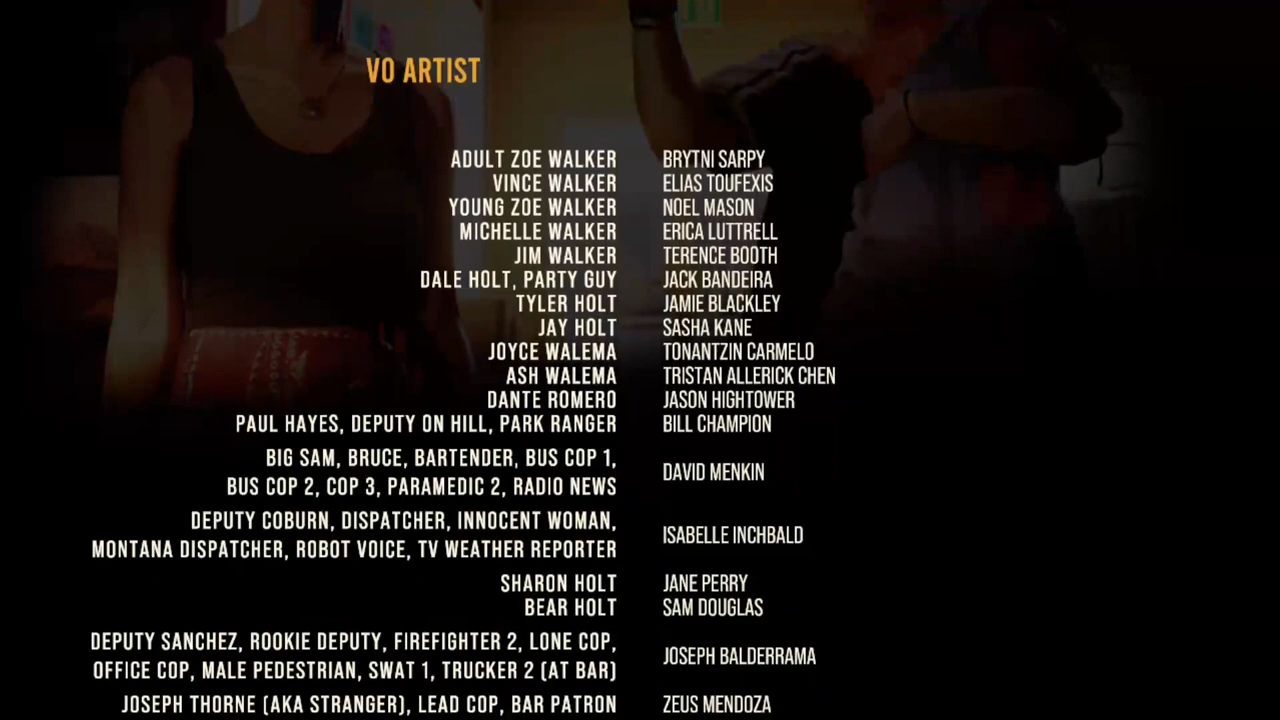 VO ARTIST
ADULT ZOE WALKER BRYTNI SARPY
VINCE WALKER ELIAS TOUFEXIS
YOUNG ZOE WALKER NOEL MASON
MICHELLE WALKER ERICA LUTTRELL
JIM WALKER TERENCE BOOTH
DALE HOLT, PARTY GUY JACK BANDEIRA
TYLER HOLT JAMIE BLACKLEY
JAY HOLT SASHA KANE
JOYCE WALEMA TONANTZIN CARMELO
ASH WALEMA TRISTAN ALLERICK CHEN
DANTE ROMERO JASON HIGHTOWER
PAUL HAYES, DEPUTY ON HILL, PARK RANGER BILL CHAMPION
BIG SAM, BRUCE, BARTENDER, BUS COP 1,
BUS COP 2, COP 3, PARAMEDIC 2, RADIO NEWS
DAVID MENKIN
DEPUTY COBURN, DISPATCHER, INNOCENT WOMAN,
MONTANA DISPATCHER, ROBOT VOICE, TV WEATHER REPORTER
ISABELLE INCHBALD
SHARON HOLT JANE PERRY
BEAR HOLT SAM DOUGLAS
DEPUTY SANCHEZ, ROOKIE DEPUTY, FIREFIGHTER 2, LONE COP,
OFFICE COP, MALE PEDESTRIAN, SWAT 1, TRUCKER 2 (AT BAR)
JOSEPH BALDERRAMA
JOSEPH THORNE (AKA STRANGER), LEAD COP, BAR PATRON ZEUS MENDOZA